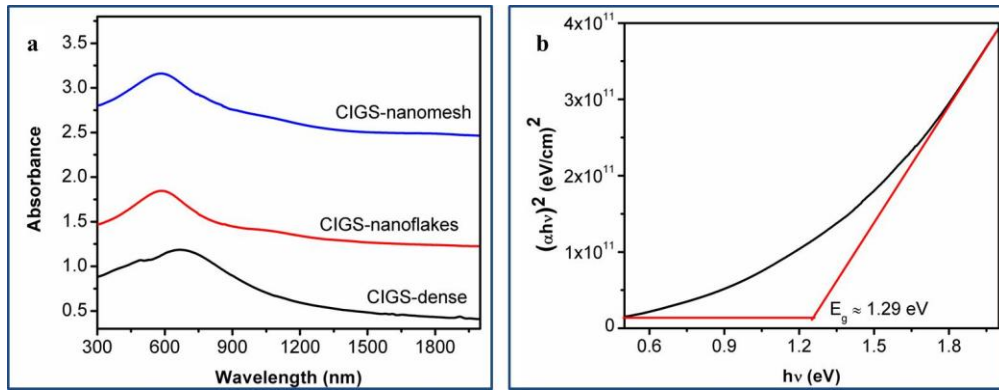 a
3.5
3.0
2.5
2.0
1.5
1.0
0.5
Absorbance
CIGS-nanomesh
CIGS-nanoflakes
CIGS-dense
300 600 900 1200 1500 1800
Wavelength (nm)
b
4x10¹¹
3x10¹¹
2x10¹¹
1x10¹¹
0
(αhν)² (eV/cm)²
E_g ≈ 1.29 eV
0.6 0.9 1.2 1.5 1.8
hν (eV)